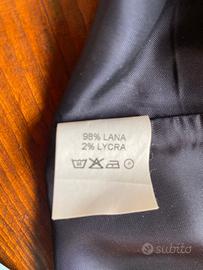 98% LANA
2% LYCRA
subito